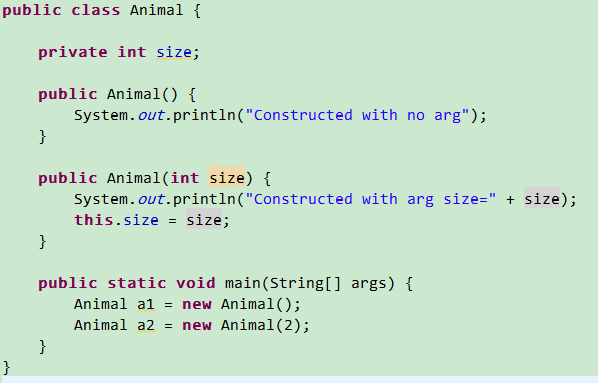 public class Animal {
private int size;
public Animal() {
System.out.println("Constructed with no arg");
}
public Animal(int size) {
System.out.println("Constructed with arg size=" + size);
this.size = size;
}
public static void main(String[] args) {
Animal a1 = new Animal();
Animal a2 = new Animal(2);
}
}